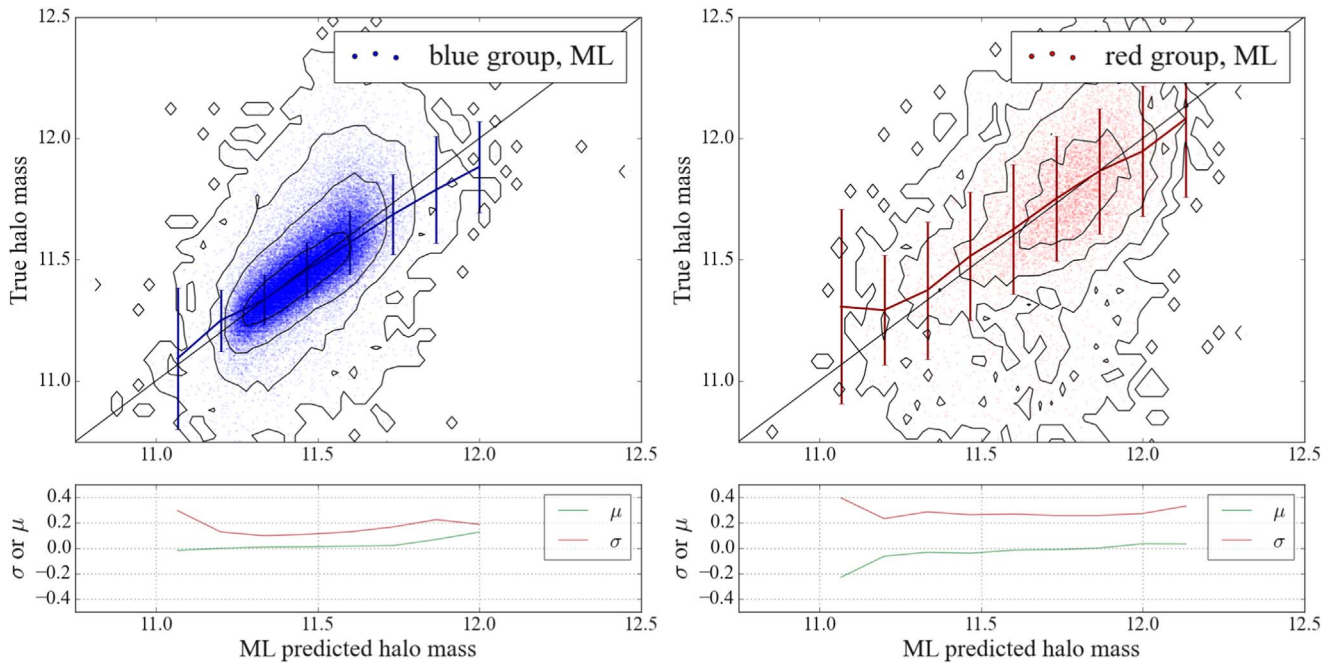 12.5
12.0
11.5
11.0
True halo mass
blue group, ML
11.0
11.5
12.0
12.5
0.4
0.2
0.0
−0.2
−0.4
σ or μ
μ
σ
11.0
11.5
12.0
12.5
ML predicted halo mass
12.5
12.0
11.5
11.0
True halo mass
red group, ML
11.0
11.5
12.0
12.5
0.4
0.2
0.0
−0.2
−0.4
σ or μ
μ
σ
11.0
11.5
12.0
12.5
ML predicted halo mass